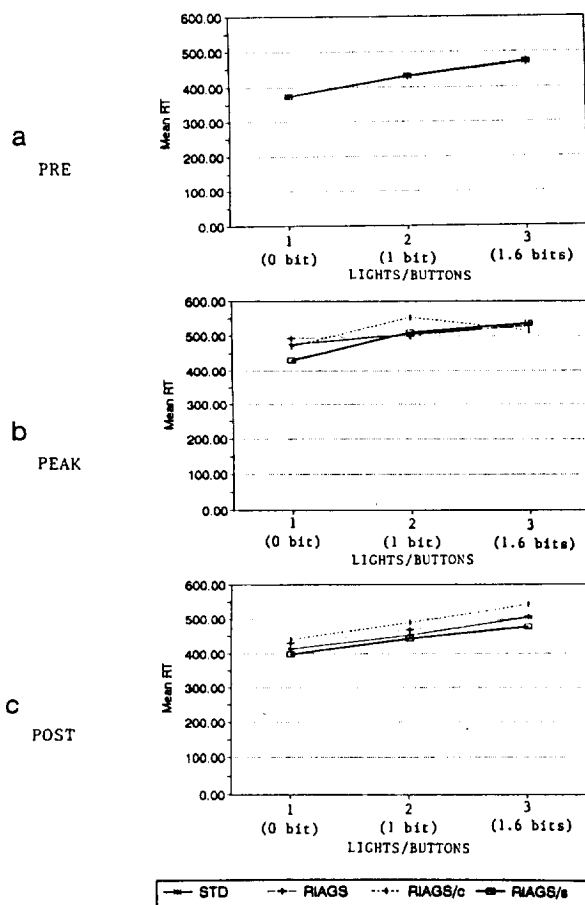 a
PRE
Mean RT
600.00
500.00
400.00
300.00
200.00
100.00
0.00
1 2 3
(0 bit) (1 bit) (1.6 bits)
LIGHTS/BUTTONS
b
PEAK
Mean RT
600.00
500.00
400.00
300.00
200.00
100.00
0.00
1 2 3
(0 bit) (1 bit) (1.6 bits)
LIGHTS/BUTTONS
c
POST
Mean RT
600.00
500.00
400.00
300.00
200.00
100.00
0.00
1 2 3
(0 bit) (1 bit) (1.6 bits)
LIGHTS/BUTTONS
STD RIAGS RIAGS/c RIAGS/s